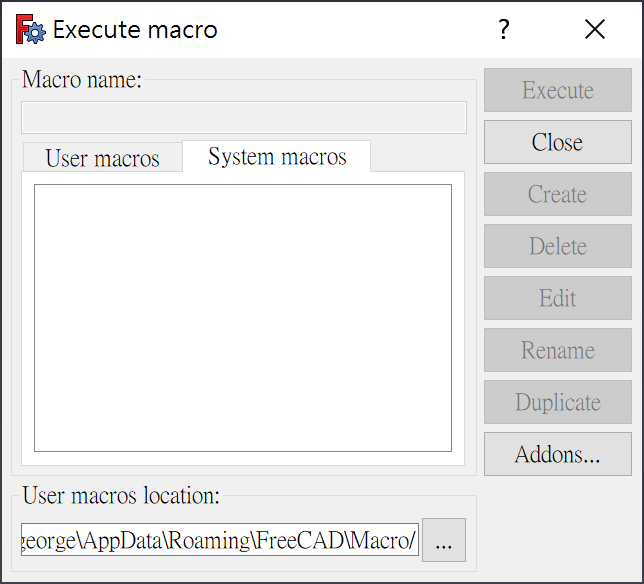 Execute macro
?
Macro name:
User macros
System macros
Execute
Close
Create
Delete
Edit
Rename
Duplicate
Addons...
User macros location:
george\AppData\Roaming\FreeCAD\Macro/
...